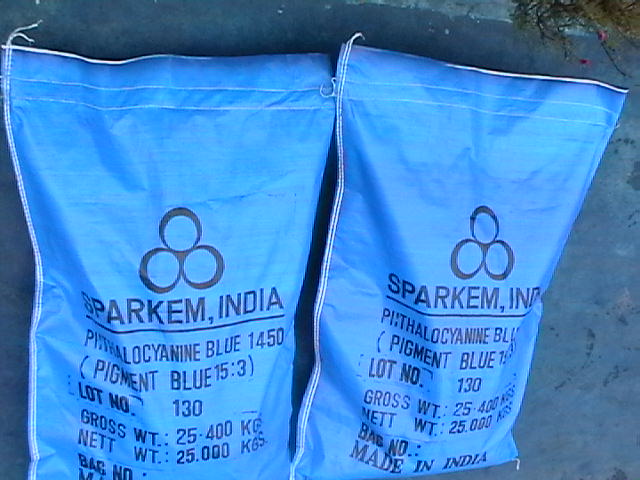 SPARKEM, INDIA
PHTHALOCYANINE BLUE 1450
(PIGMENT BLUE 15:3)
LOT NO. 130
GROSS WT.: 25·400 KGS.
NETT WT.: 25.000 KGS.
BAG NO.:
SPARKEM, IND
PHTHALOCYANINE BLU
(PIGMENT BLUE 15:
LOT NO. 130
GROSS WT.: 25·400 KGS
NETT WT.: 25.000 KGS
BAG NO.:
MADE IN INDIA